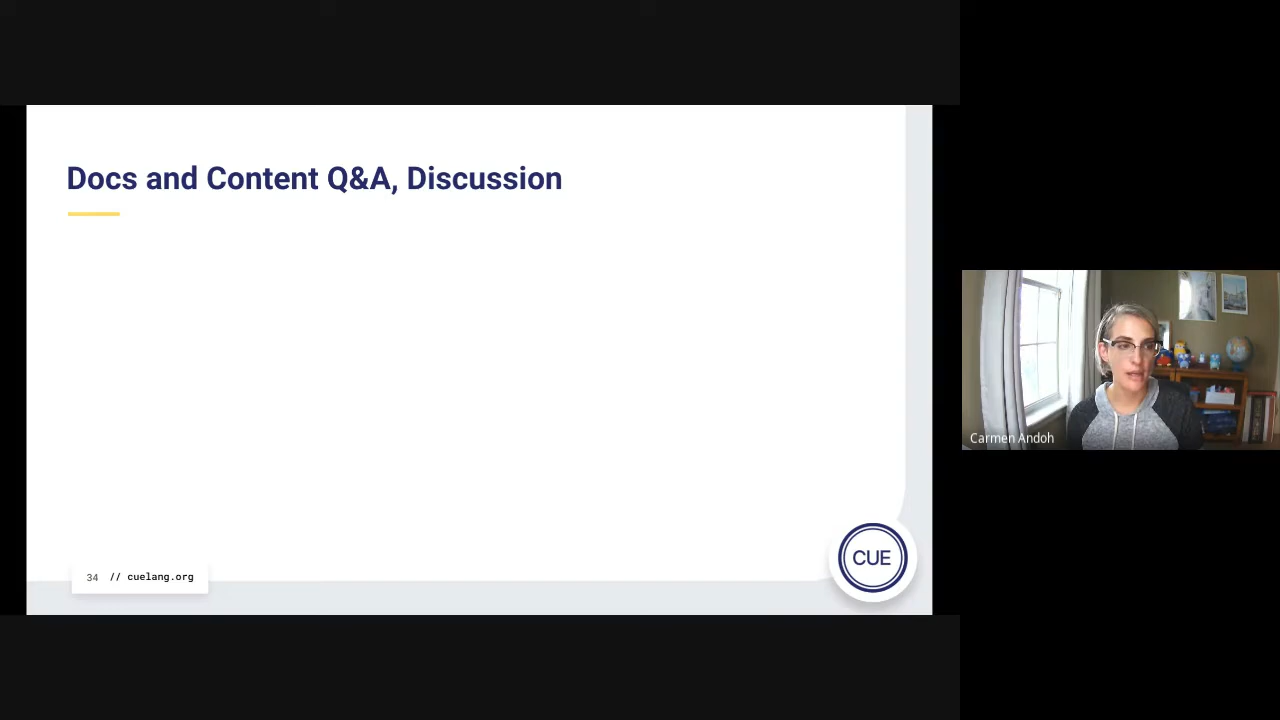 Docs and Content Q&A, Discussion
Carmen Andoh
CUE
34 // cuelang.org